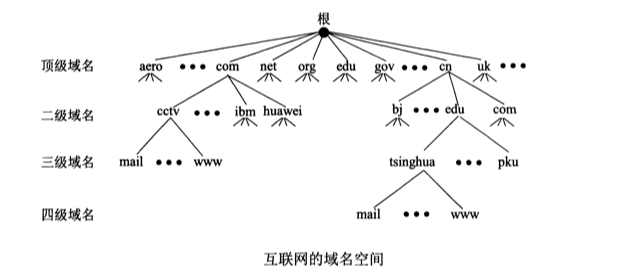 根
顶级域名 aero ••• com net org edu gov ••• cn uk •••
二级域名 cctv ••• ibm huawei bj ••• edu com
三级域名 mail ••• www tsinghua ••• pku
四级域名 mail ••• www
互联网的域名空间